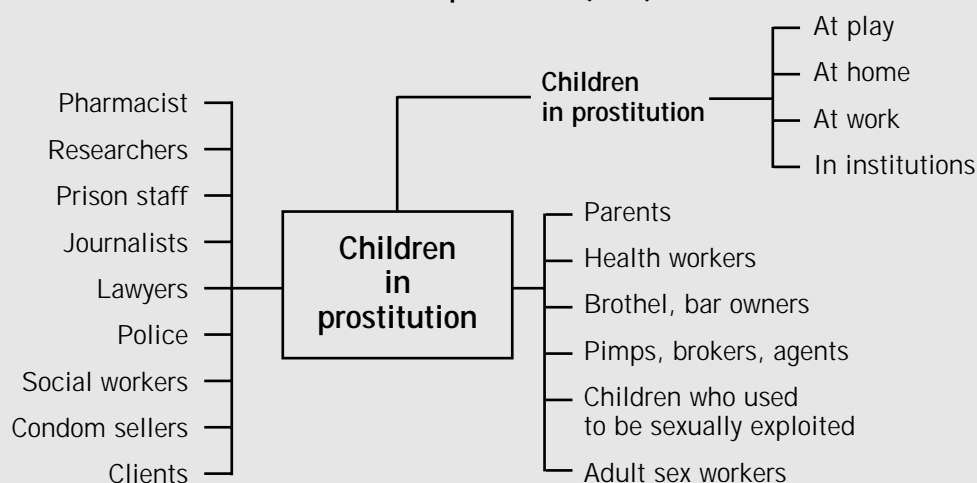 Children
in prostitution
At play
At home
At work
In institutions
Pharmacist
Researchers
Prison staff
Journalists
Lawyers
Police
Social workers
Condom sellers
Clients
Children
in
prostitution
Parents
Health workers
Brothel, bar owners
Pimps, brokers, agents
Children who used
to be sexually exploited
Adult sex workers